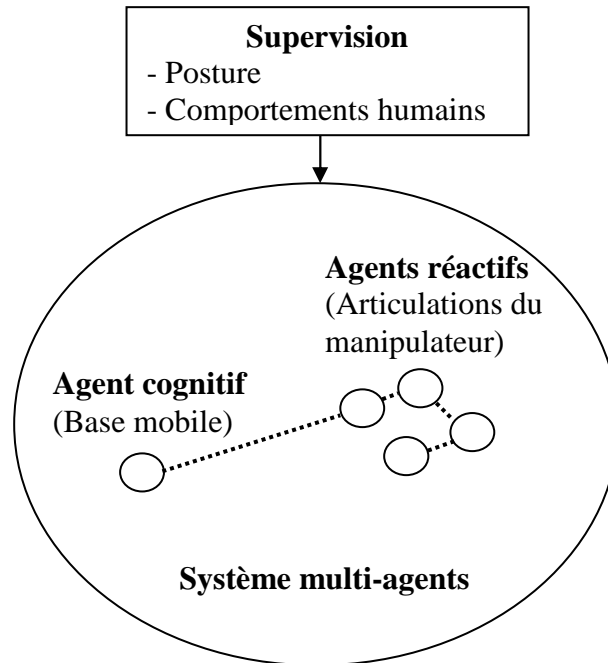 Supervision
- Posture
- Comportements humains
Agents réactifs
(Articulations du
manipulateur)
Agent cognitif
(Base mobile)
Système multi-agents